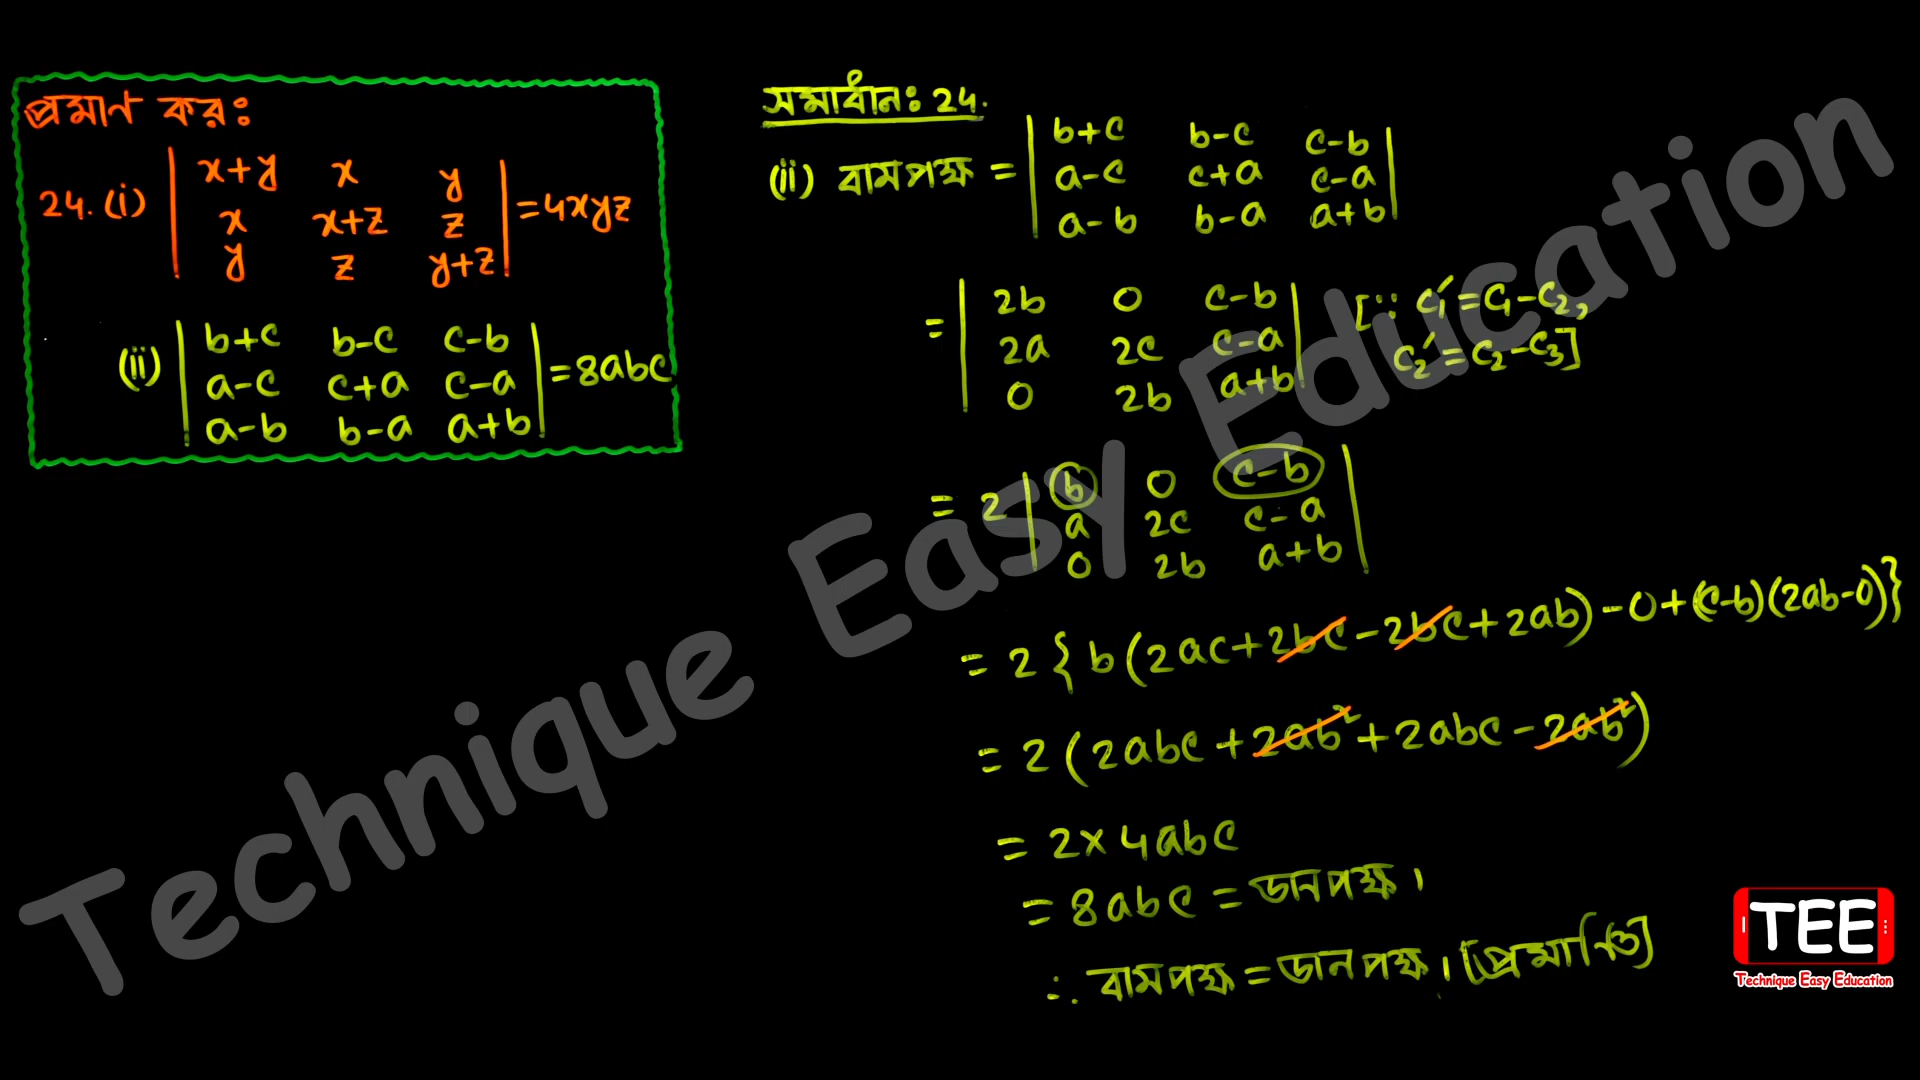 প্রমাণ করঃ
24. (i) | x+y x y |
| x x+z z | = 4xyz
| y z y+z |
(ii) | b+c b-c c-b |
| a-c c+a c-a | = 8abc
| a-b b-a a+b |
সমাধানঃ 24.
(ii) বামপক্ষ = | b+c b-c c-b |
| a-c c+a c-a |
| a-b b-a a+b |
= | 2b 0 c-b | [∵ c₁′ = c₁-c₂,
| 2a 2c c-a | c₂′ = c₂-c₃]
| 0 2b a+b |
= 2 | b 0 c-b |
| a 2c c-a |
| 0 2b a+b |
= 2 { b (2ac + 2bc - 2bc + 2ab) - 0 + (c-b)(2ab-0)}
= 2 (2abc + 2ab² + 2abc - 2ab²)
= 2 × 4abc
= 8abc = ডানপক্ষ।
∴ বামপক্ষ = ডানপক্ষ। [প্রমাণিত]
Technique Easy Education
TEE
Technique Easy Education